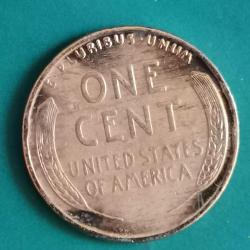 E·PLURIBUS·UNUM
ONE
CENT
UNITED STATES
OF AMERICA